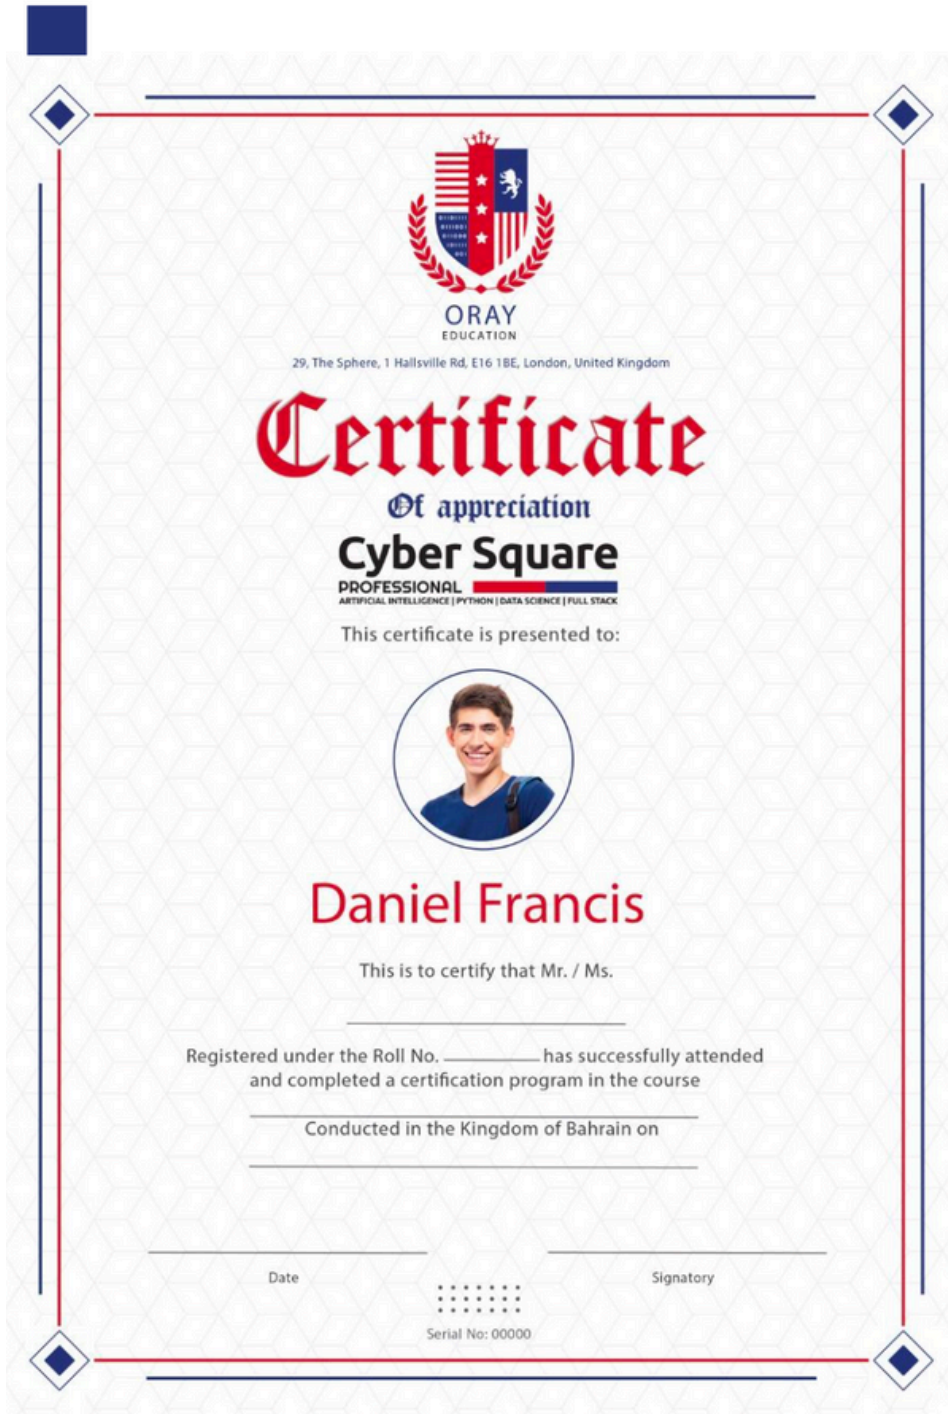 ORAY
EDUCATION
29, The Sphere, 1 Hallsville Rd, E16 1BE, London, United Kingdom
Certificate
Of appreciation
Cyber Square
PROFESSIONAL
ARTIFICIAL INTELLIGENCE | PYTHON | DATA SCIENCE | FULL STACK
This certificate is presented to:
Daniel Francis
This is to certify that Mr. / Ms.
Registered under the Roll No. __________ has successfully attended
and completed a certification program in the course
Conducted in the Kingdom of Bahrain on
Date
Signatory
Serial No: 00000